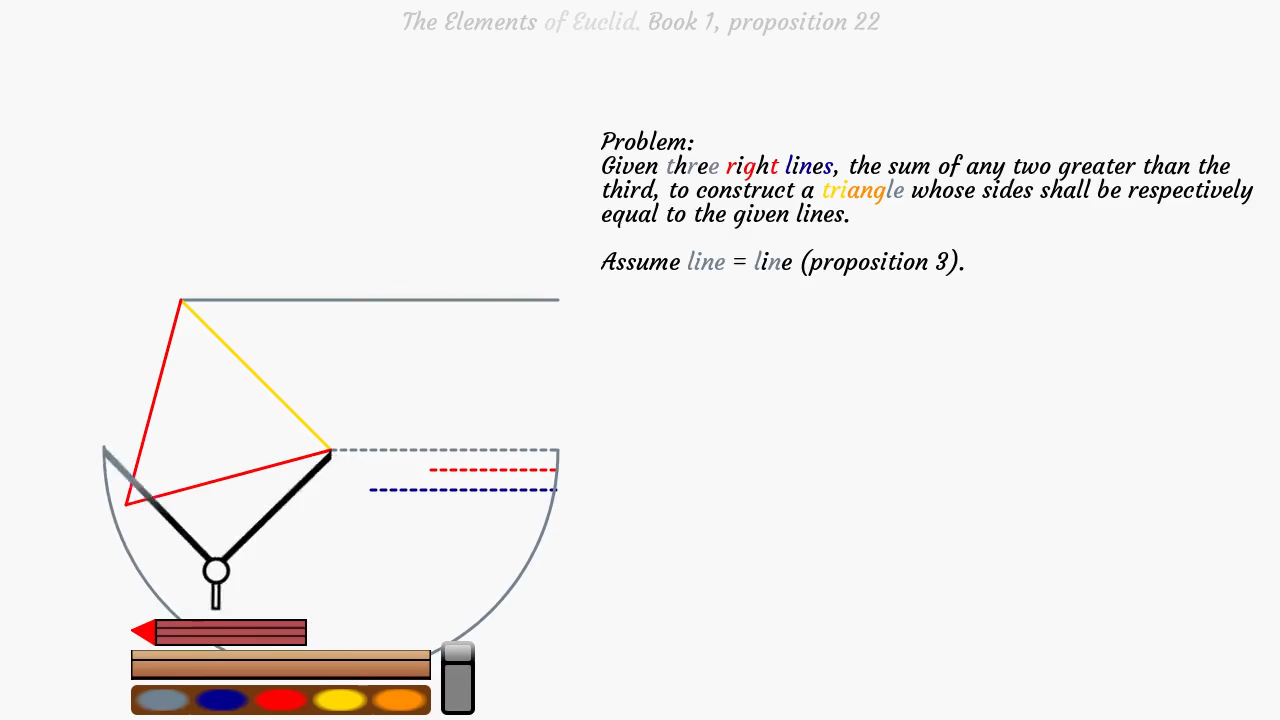 The Elements of Euclid. Book 1, proposition 22
Problem:
Given three right lines, the sum of any two greater than the
third, to construct a triangle whose sides shall be respectively
equal to the given lines.
Assume line = line (proposition 3).